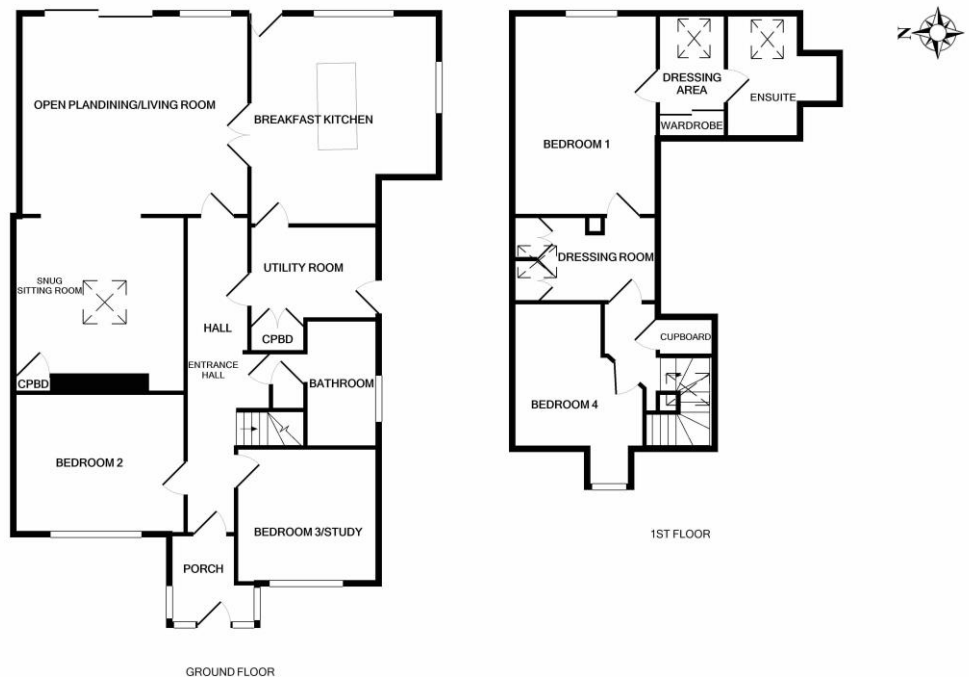 N
OPEN PLANDINING/LIVING ROOM
BREAKFAST KITCHEN
SNUG
SITTING ROOM
UTILITY ROOM
HALL
CPBD
ENTRANCE
HALL
BATHROOM
CPBD
BEDROOM 2
BEDROOM 3/STUDY
PORCH
GROUND FLOOR
DRESSING
AREA
ENSUITE
WARDROBE
BEDROOM 1
DRESSING ROOM
CUPBOARD
BEDROOM 4
1ST FLOOR